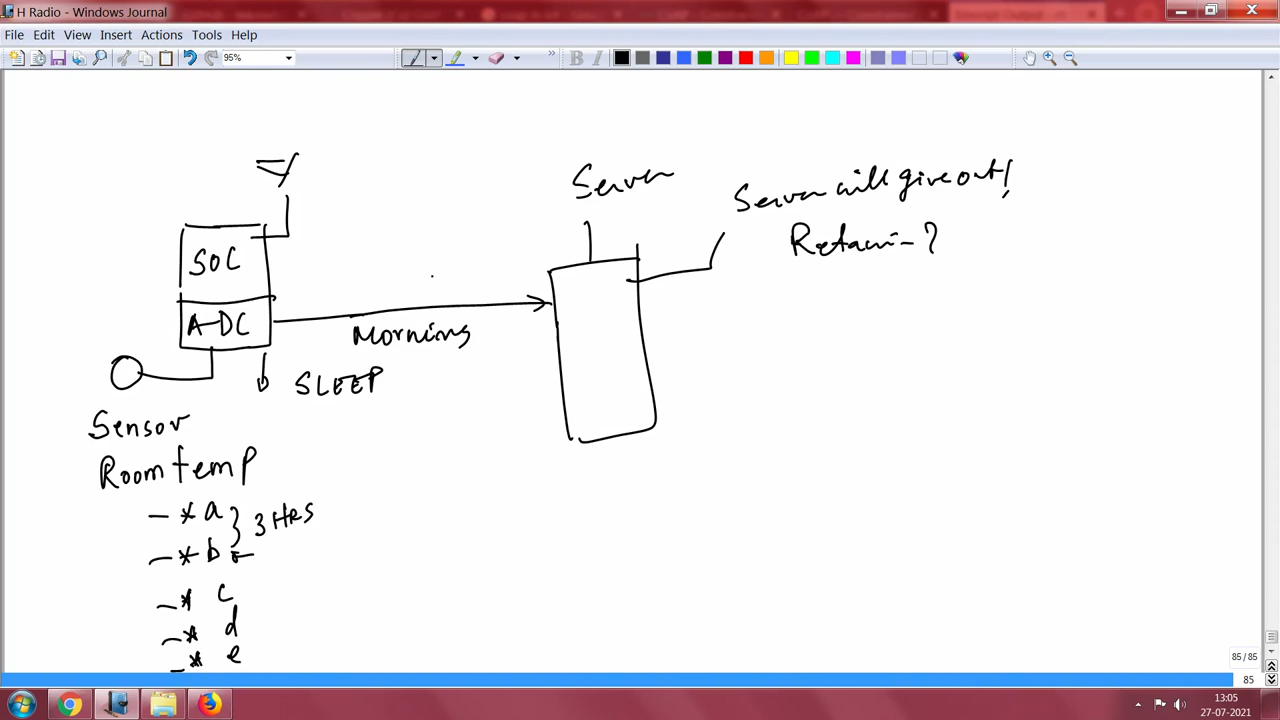 H Radio - Windows Journal
File Edit View Insert Actions Tools Help
95%
B I
Server
Server will give out!
Retain-?
SOC
A-DC
Morning
SLEEP
Sensor
Room temp
- * a
} 3 HRS
- * b
- * c
- * d
- * e
85 / 85
85
13:05
27-07-2021